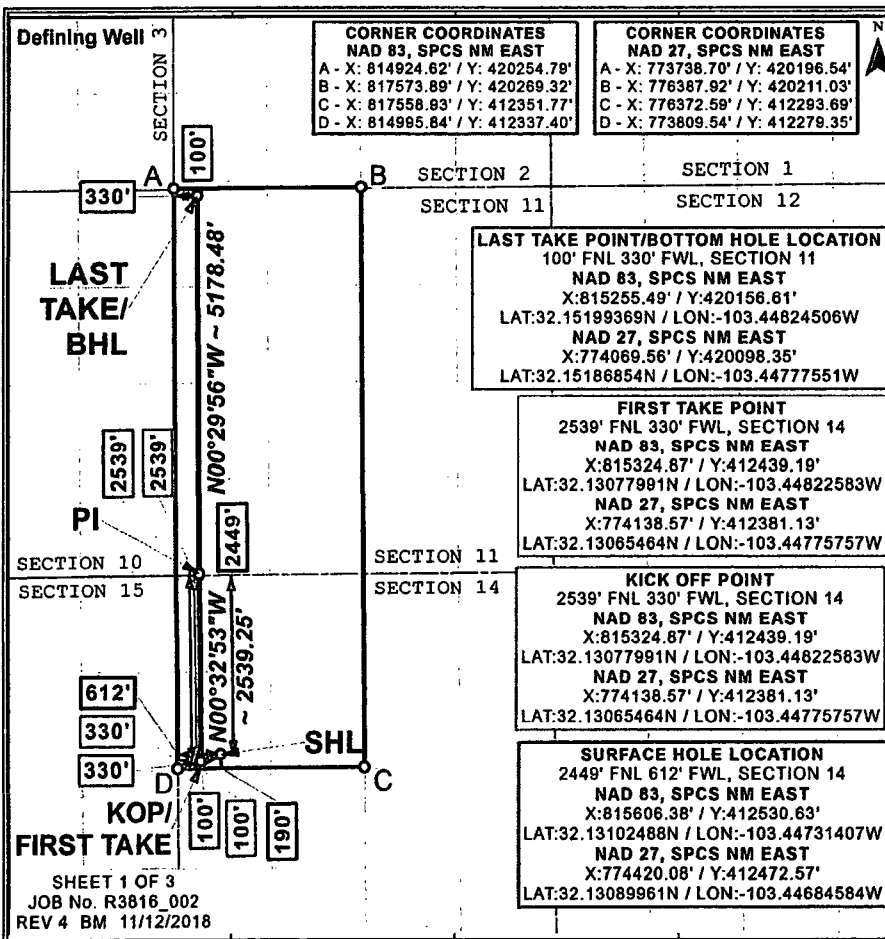 Defining Well
SECTION 3
CORNER COORDINATES
NAD 83, SPCS NM EAST
A - X: 814924.62' / Y: 420254.79'
B - X: 817573.89' / Y: 420269.32'
C - X: 817558.93' / Y: 412351.77'
D - X: 814995.84' / Y: 412337.40'
CORNER COORDINATES
NAD 27, SPCS NM EAST
A - X: 773738.70' / Y: 420196.54'
B - X: 776387.92' / Y: 420211.03'
C - X: 776372.59' / Y: 412293.69'
D - X: 773809.54' / Y: 412279.35'
N
100'
A
B
SECTION 2
SECTION 1
330'
SECTION 11
SECTION 12
LAST
TAKE/
BHL
N00°29'56"W ~ 5178.48'
LAST TAKE POINT/BOTTOM HOLE LOCATION
100' FNL 330' FWL, SECTION 11
NAD 83, SPCS NM EAST
X:815255.49' / Y:420156.61'
LAT:32.15199369N / LON:-103.44824506W
NAD 27, SPCS NM EAST
X:774069.56' / Y:420098.35'
LAT:32.15186854N / LON:-103.44777551W
FIRST TAKE POINT
2539' FNL 330' FWL, SECTION 14
NAD 83, SPCS NM EAST
X:815324.87' / Y:412439.19'
LAT:32.13077991N / LON:-103.44822583W
NAD 27, SPCS NM EAST
X:774138.57' / Y:412381.13'
LAT:32.13065464N / LON:-103.44775757W
2539'
2539'
PI
2449'
SECTION 10
SECTION 11
SECTION 15
SECTION 14
KICK OFF POINT
2539' FNL 330' FWL, SECTION 14
NAD 83, SPCS NM EAST
X:815324.87' / Y:412439.19'
LAT:32.13077991N / LON:-103.44822583W
NAD 27, SPCS NM EAST
X:774138.57' / Y:412381.13'
LAT:32.13065464N / LON:-103.44775757W
N00°32'53"W
~ 2539.25'
612'
330'
330'
SHL
D
C
KOP/
FIRST TAKE
100'
100'
190'
SURFACE HOLE LOCATION
2449' FNL 612' FWL, SECTION 14
NAD 83, SPCS NM EAST
X:815606.38' / Y:412530.63'
LAT:32.13102488N / LON:-103.44731407W
NAD 27, SPCS NM EAST
X:774420.08' / Y:412472.57'
LAT:32.13089961N / LON:-103.44684584W
SHEET 1 OF 3
JOB No. R3816_002
REV 4 BM 11/12/2018